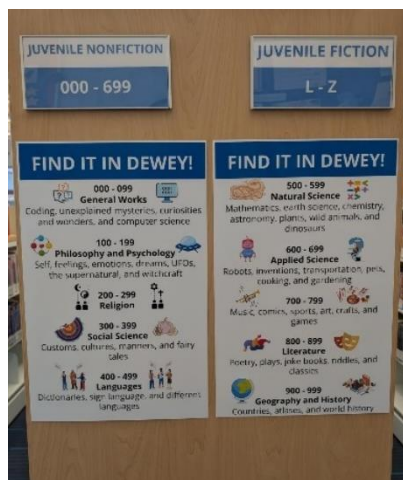 JUVENILE NONFICTION
000 - 699
JUVENILE FICTION
L - Z
FIND IT IN DEWEY!
000 - 099
General Works
Coding, unexplained mysteries, curiosities
and wonders, and computer science
100 - 199
Philosophy and Psychology
Self, feelings, emotions, dreams, UFOs,
the supernatural, and witchcraft
200 - 299
Religion
300 - 399
Social Science
Customs, cultures, manners, and fairy
tales
400 - 499
Languages
Dictionaries, sign language, and different
languages
FIND IT IN DEWEY!
500 - 599
Natural Science
Mathematics, earth science, chemistry,
astronomy, plants, wild animals, and
dinosaurs
600 - 699
Applied Science
Robots, inventions, transportation, pets,
cooking, and gardening
700 - 799
Music, comics, sports, art, crafts, and
games
800 - 899
Literature
Poetry, plays, joke books, riddles, and
classics
900 - 999
Geography and History
Countries, atlases, and world history